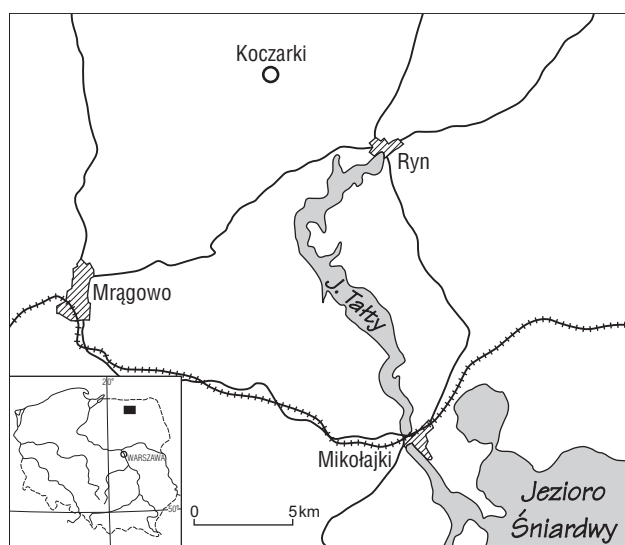 Koczarki
Ryn
Mrągowo
J. Tałty
Mikołajki
Jezioro
Śniardwy
20°
WARSZAWA
50°
0 5km